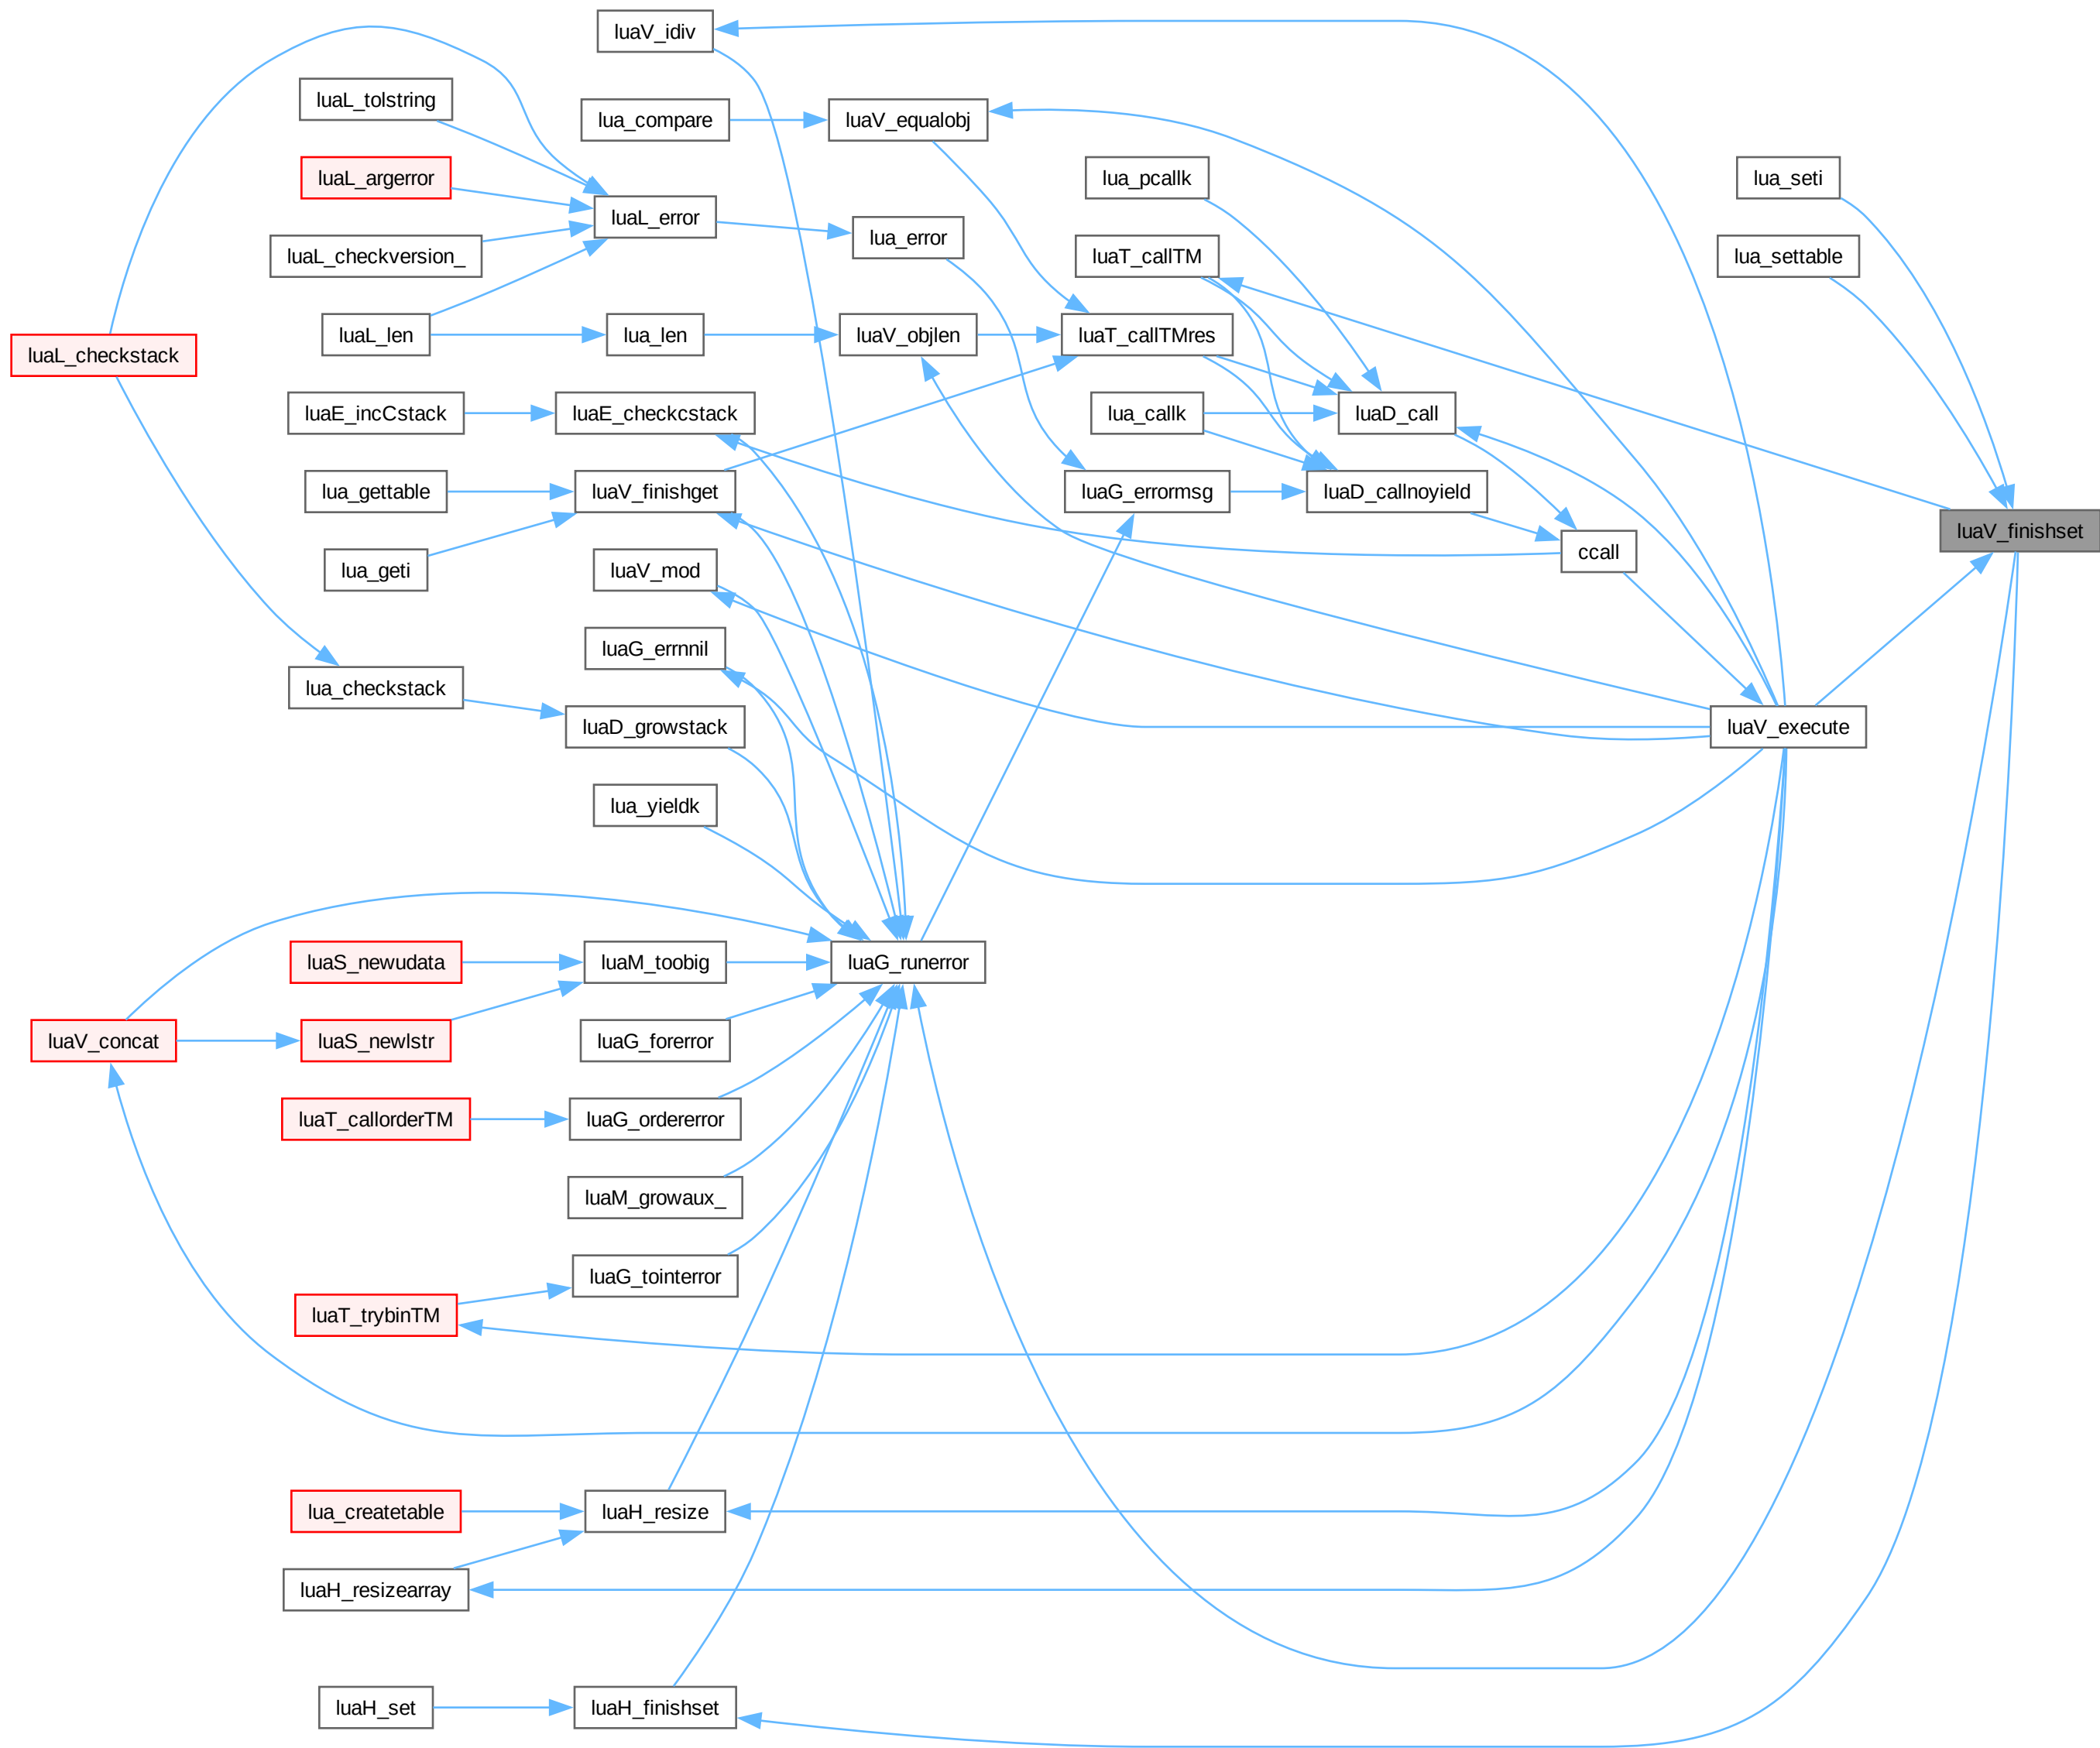 luaV_idiv
luaL_tolstring
lua_compare
luaV_equalobj
luaL_argerror
lua_pcallk
lua_seti
luaL_error
lua_error
luaL_checkversion_
luaT_callTM
lua_settable
luaL_checkstack
luaL_len
lua_len
luaV_objlen
luaT_callTMres
luaE_incCstack
luaE_checkcstack
lua_callk
luaD_call
lua_gettable
luaV_finishget
luaG_errormsg
luaD_callnoyield
luaV_finishset
lua_geti
luaV_mod
ccall
luaG_errnnil
lua_checkstack
luaD_growstack
luaV_execute
lua_yieldk
luaS_newudata
luaM_toobig
luaG_runerror
luaV_concat
luaS_newlstr
luaG_forerror
luaT_callorderTM
luaG_ordererror
luaM_growaux_
luaG_tointerror
luaT_trybinTM
lua_createtable
luaH_resize
luaH_resizearray
luaH_set
luaH_finishset